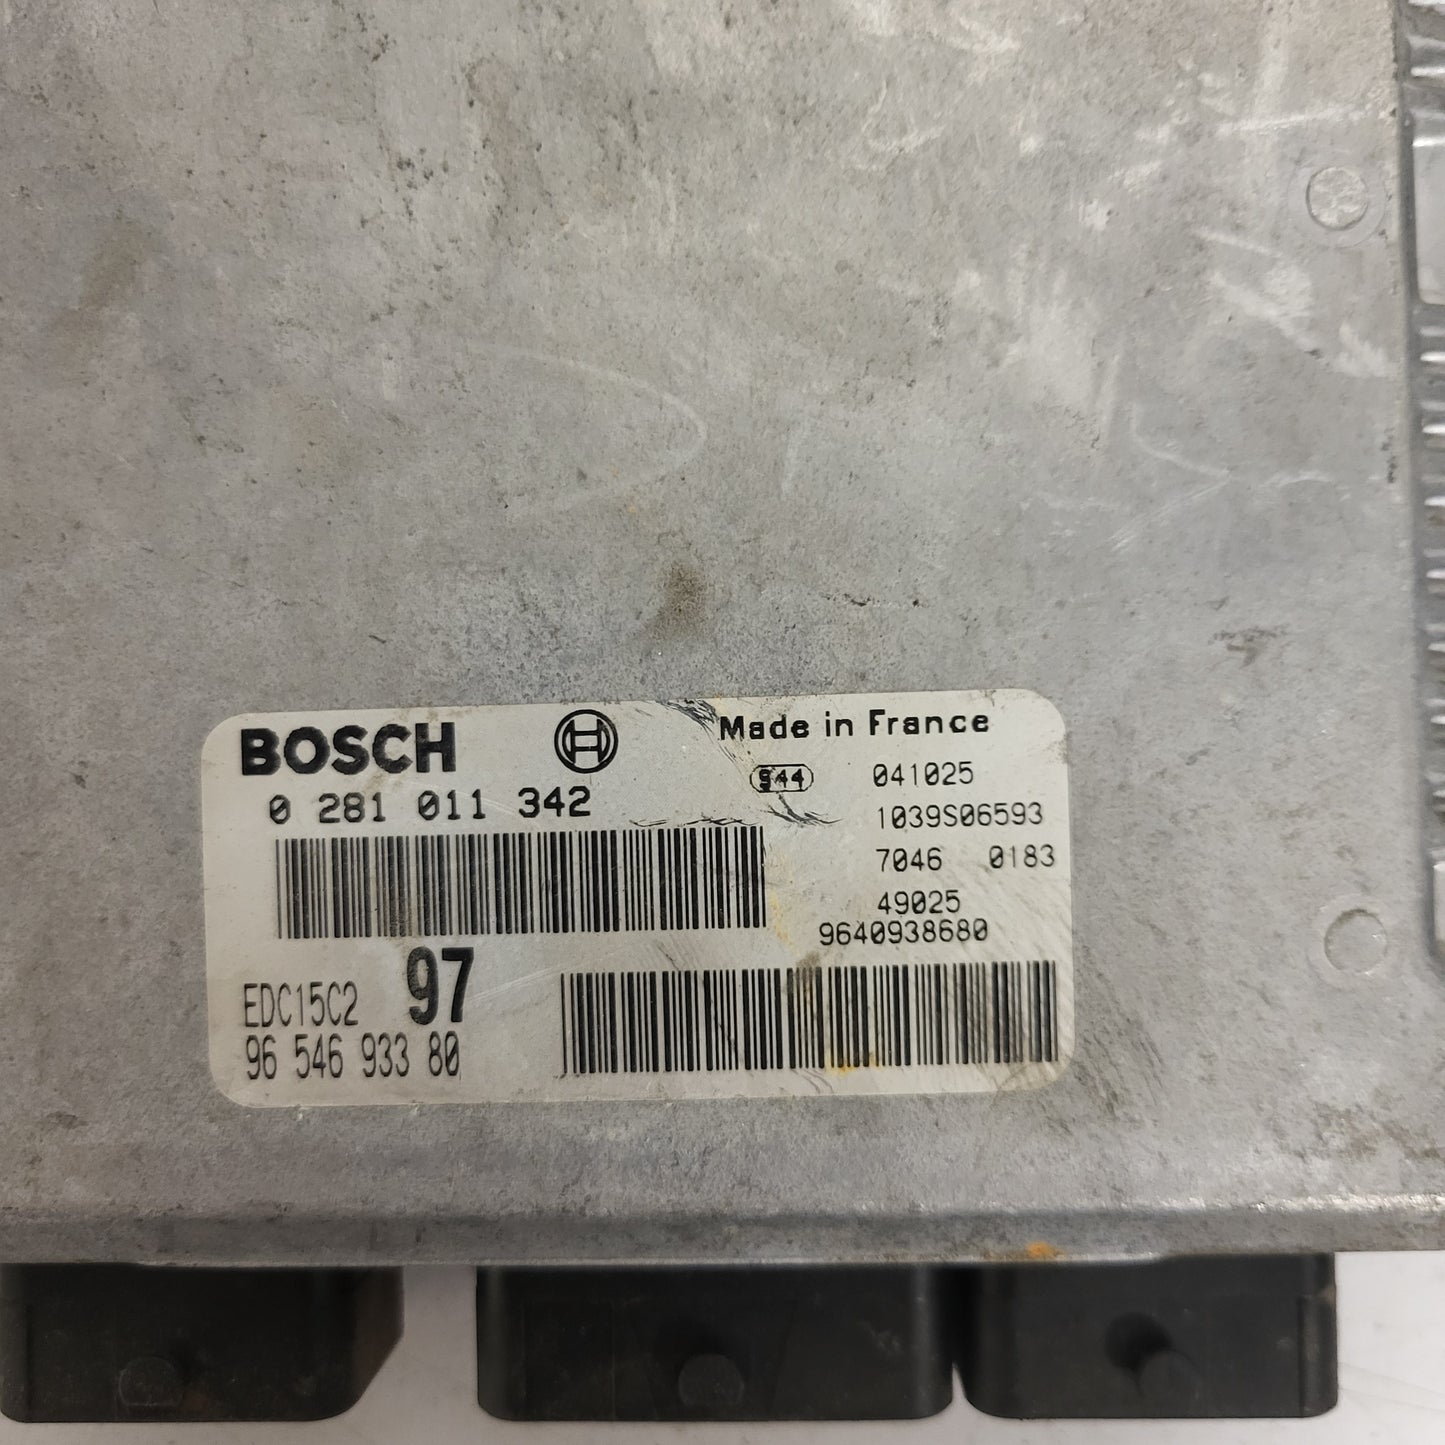 BOSCH
0 281 011 342
Made in France
944 041025
1039S06593
7046 0183
49025
9640938680
EDC15C2 97
96 546 933 80